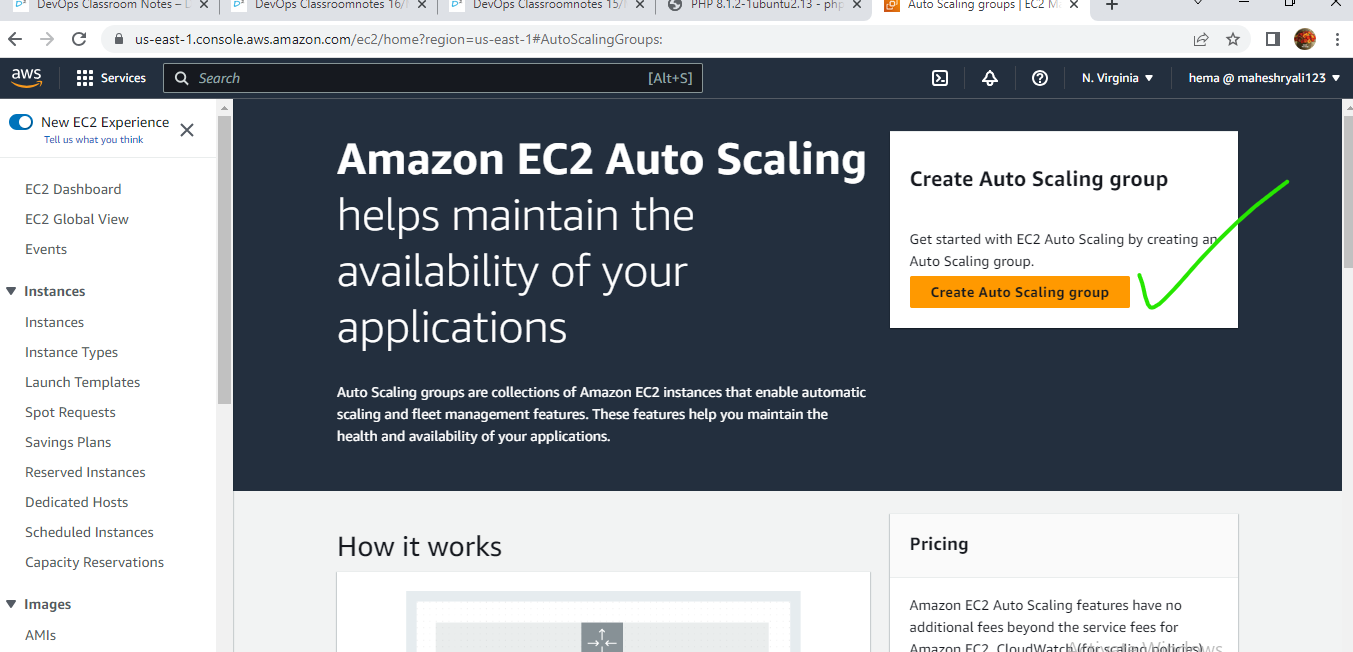 DevOps Classroom Notes – D
DevOps Classroomnotes 16/
DevOps Classroomnotes 15/
PHP 8.1.2-1ubuntu2.13 - php
Auto Scaling groups | EC2 M
us-east-1.console.aws.amazon.com/ec2/home?region=us-east-1#AutoScalingGroups:
aws
Services
Search
[Alt+S]
N. Virginia
hema @ maheshryali123
New EC2 Experience
Tell us what you think
EC2 Dashboard
EC2 Global View
Events
Instances
Instances
Instance Types
Launch Templates
Spot Requests
Savings Plans
Reserved Instances
Dedicated Hosts
Scheduled Instances
Capacity Reservations
Images
AMIs
Amazon EC2 Auto Scaling
helps maintain the
availability of your
applications
Auto Scaling groups are collections of Amazon EC2 instances that enable automatic
scaling and fleet management features. These features help you maintain the
health and availability of your applications.
Create Auto Scaling group
Get started with EC2 Auto Scaling by creating an
Auto Scaling group.
Create Auto Scaling group
How it works
Pricing
Amazon EC2 Auto Scaling features have no
additional fees beyond the service fees for
Amazon EC2, CloudWatch (for scaling policies)
Activate Windows